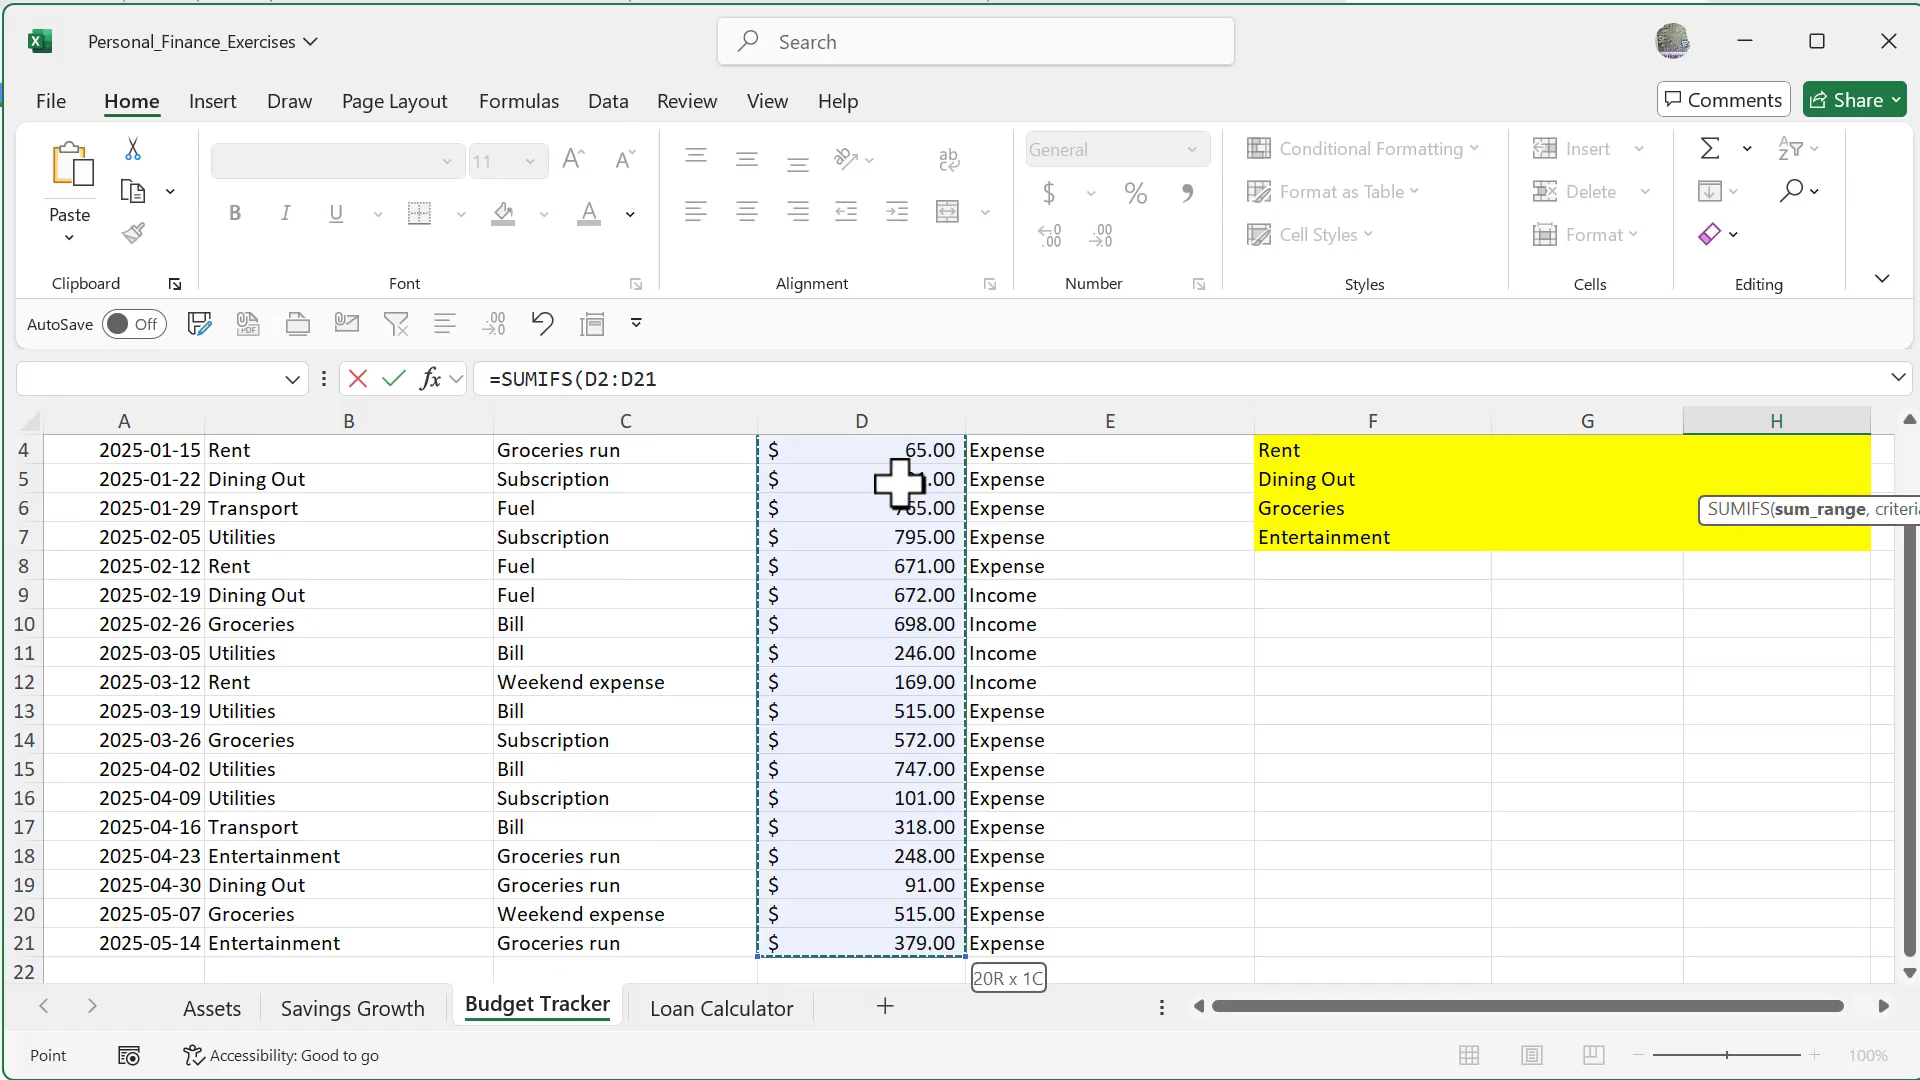 Personal_Finance_Exercises
Search
File Home Insert Draw Page Layout Formulas Data Review View Help
Comments Share
Paste
11
General
Conditional Formatting
Format as Table
Cell Styles
Insert
Delete
Format
Clipboard Font Alignment Number Styles Cells Editing
AutoSave Off
=SUMIFS(D2:D21
A B C D E F G H
4 2025-01-15 Rent Groceries run $ 65.00 Expense Rent
5 2025-01-22 Dining Out Subscription $ .00 Expense Dining Out
6 2025-01-29 Transport Fuel $ 765.00 Expense Groceries
SUMIFS(sum_range, criteria
7 2025-02-05 Utilities Subscription $ 795.00 Expense Entertainment
8 2025-02-12 Rent Fuel $ 671.00 Expense
9 2025-02-19 Dining Out Fuel $ 672.00 Income
10 2025-02-26 Groceries Bill $ 698.00 Income
11 2025-03-05 Utilities Bill $ 246.00 Income
12 2025-03-12 Rent Weekend expense $ 169.00 Income
13 2025-03-19 Utilities Bill $ 515.00 Expense
14 2025-03-26 Groceries Subscription $ 572.00 Expense
15 2025-04-02 Utilities Bill $ 747.00 Expense
16 2025-04-09 Utilities Subscription $ 101.00 Expense
17 2025-04-16 Transport Bill $ 318.00 Expense
18 2025-04-23 Entertainment Groceries run $ 248.00 Expense
19 2025-04-30 Dining Out Groceries run $ 91.00 Expense
20 2025-05-07 Groceries Weekend expense $ 515.00 Expense
21 2025-05-14 Entertainment Groceries run $ 379.00 Expense
22
20R x 1C
Assets Savings Growth Budget Tracker Loan Calculator
Point Accessibility: Good to go 100%